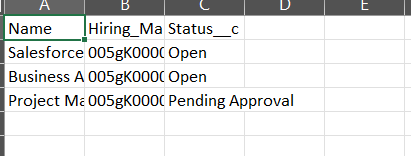 A B C D E
Name Hiring_Ma Status__c
Salesforce 005gK0000 Open
Business A 005gK0000 Open
Project Ma 005gK0000 Pending Approval